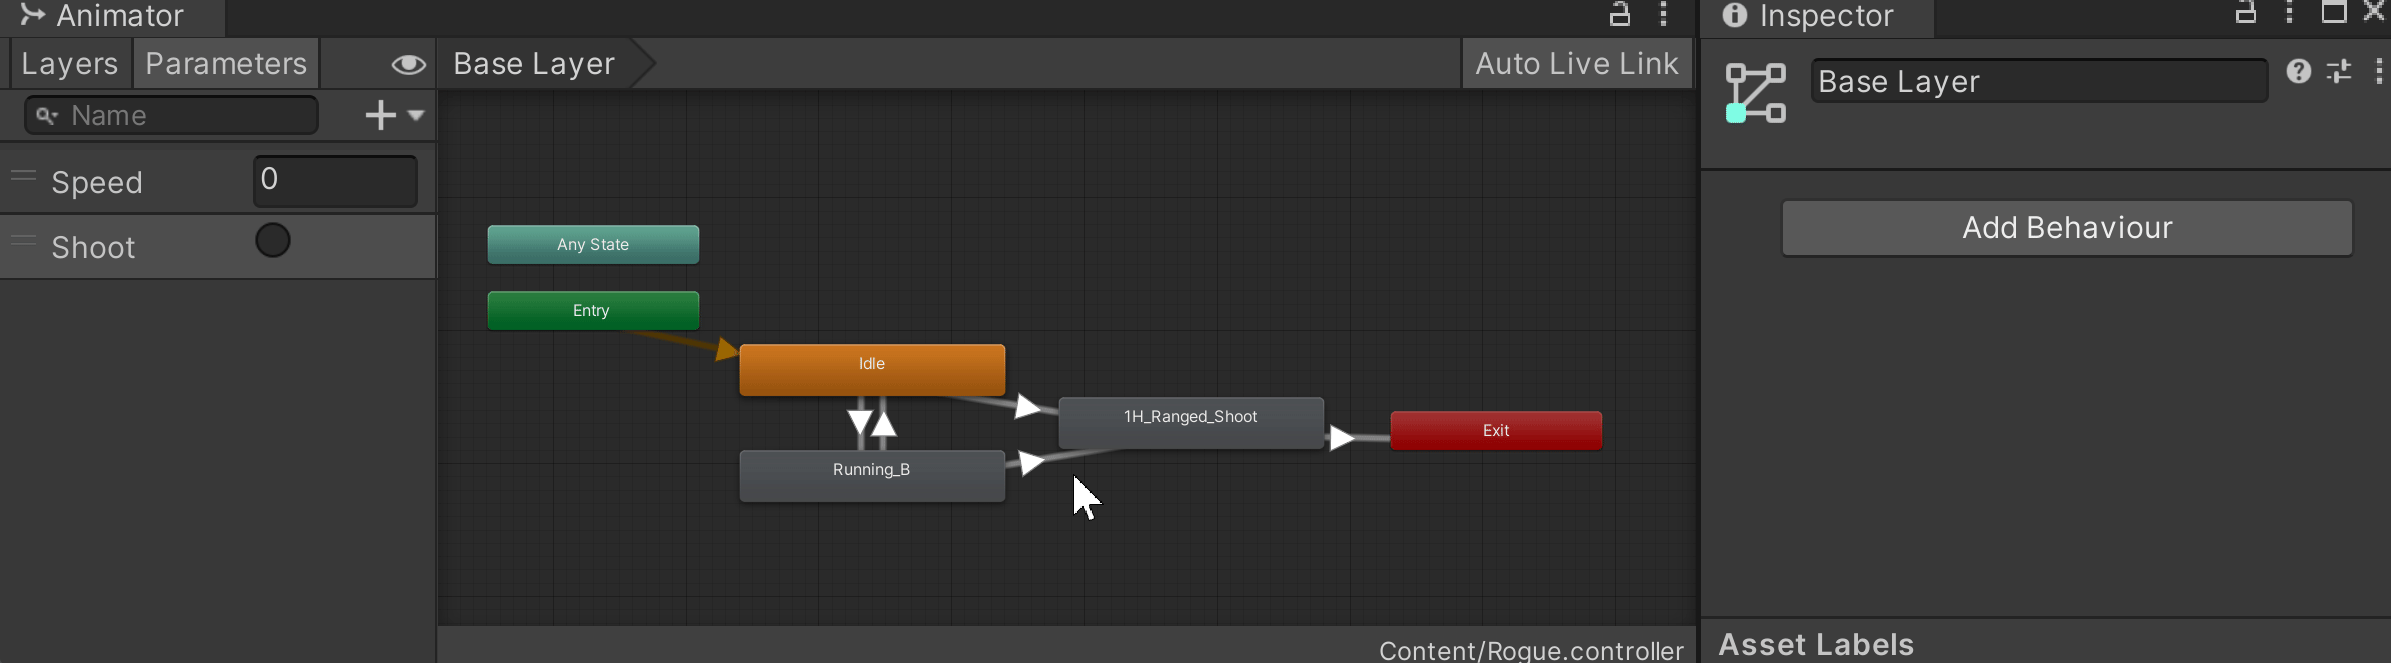 Animator
Layers
Parameters
Base Layer
Auto Live Link
Name
Speed
0
Shoot
Any State
Entry
Idle
1H_Ranged_Shoot
Exit
Running_B
Content/Rogue.controller
Inspector
Base Layer
Add Behaviour
Asset Labels